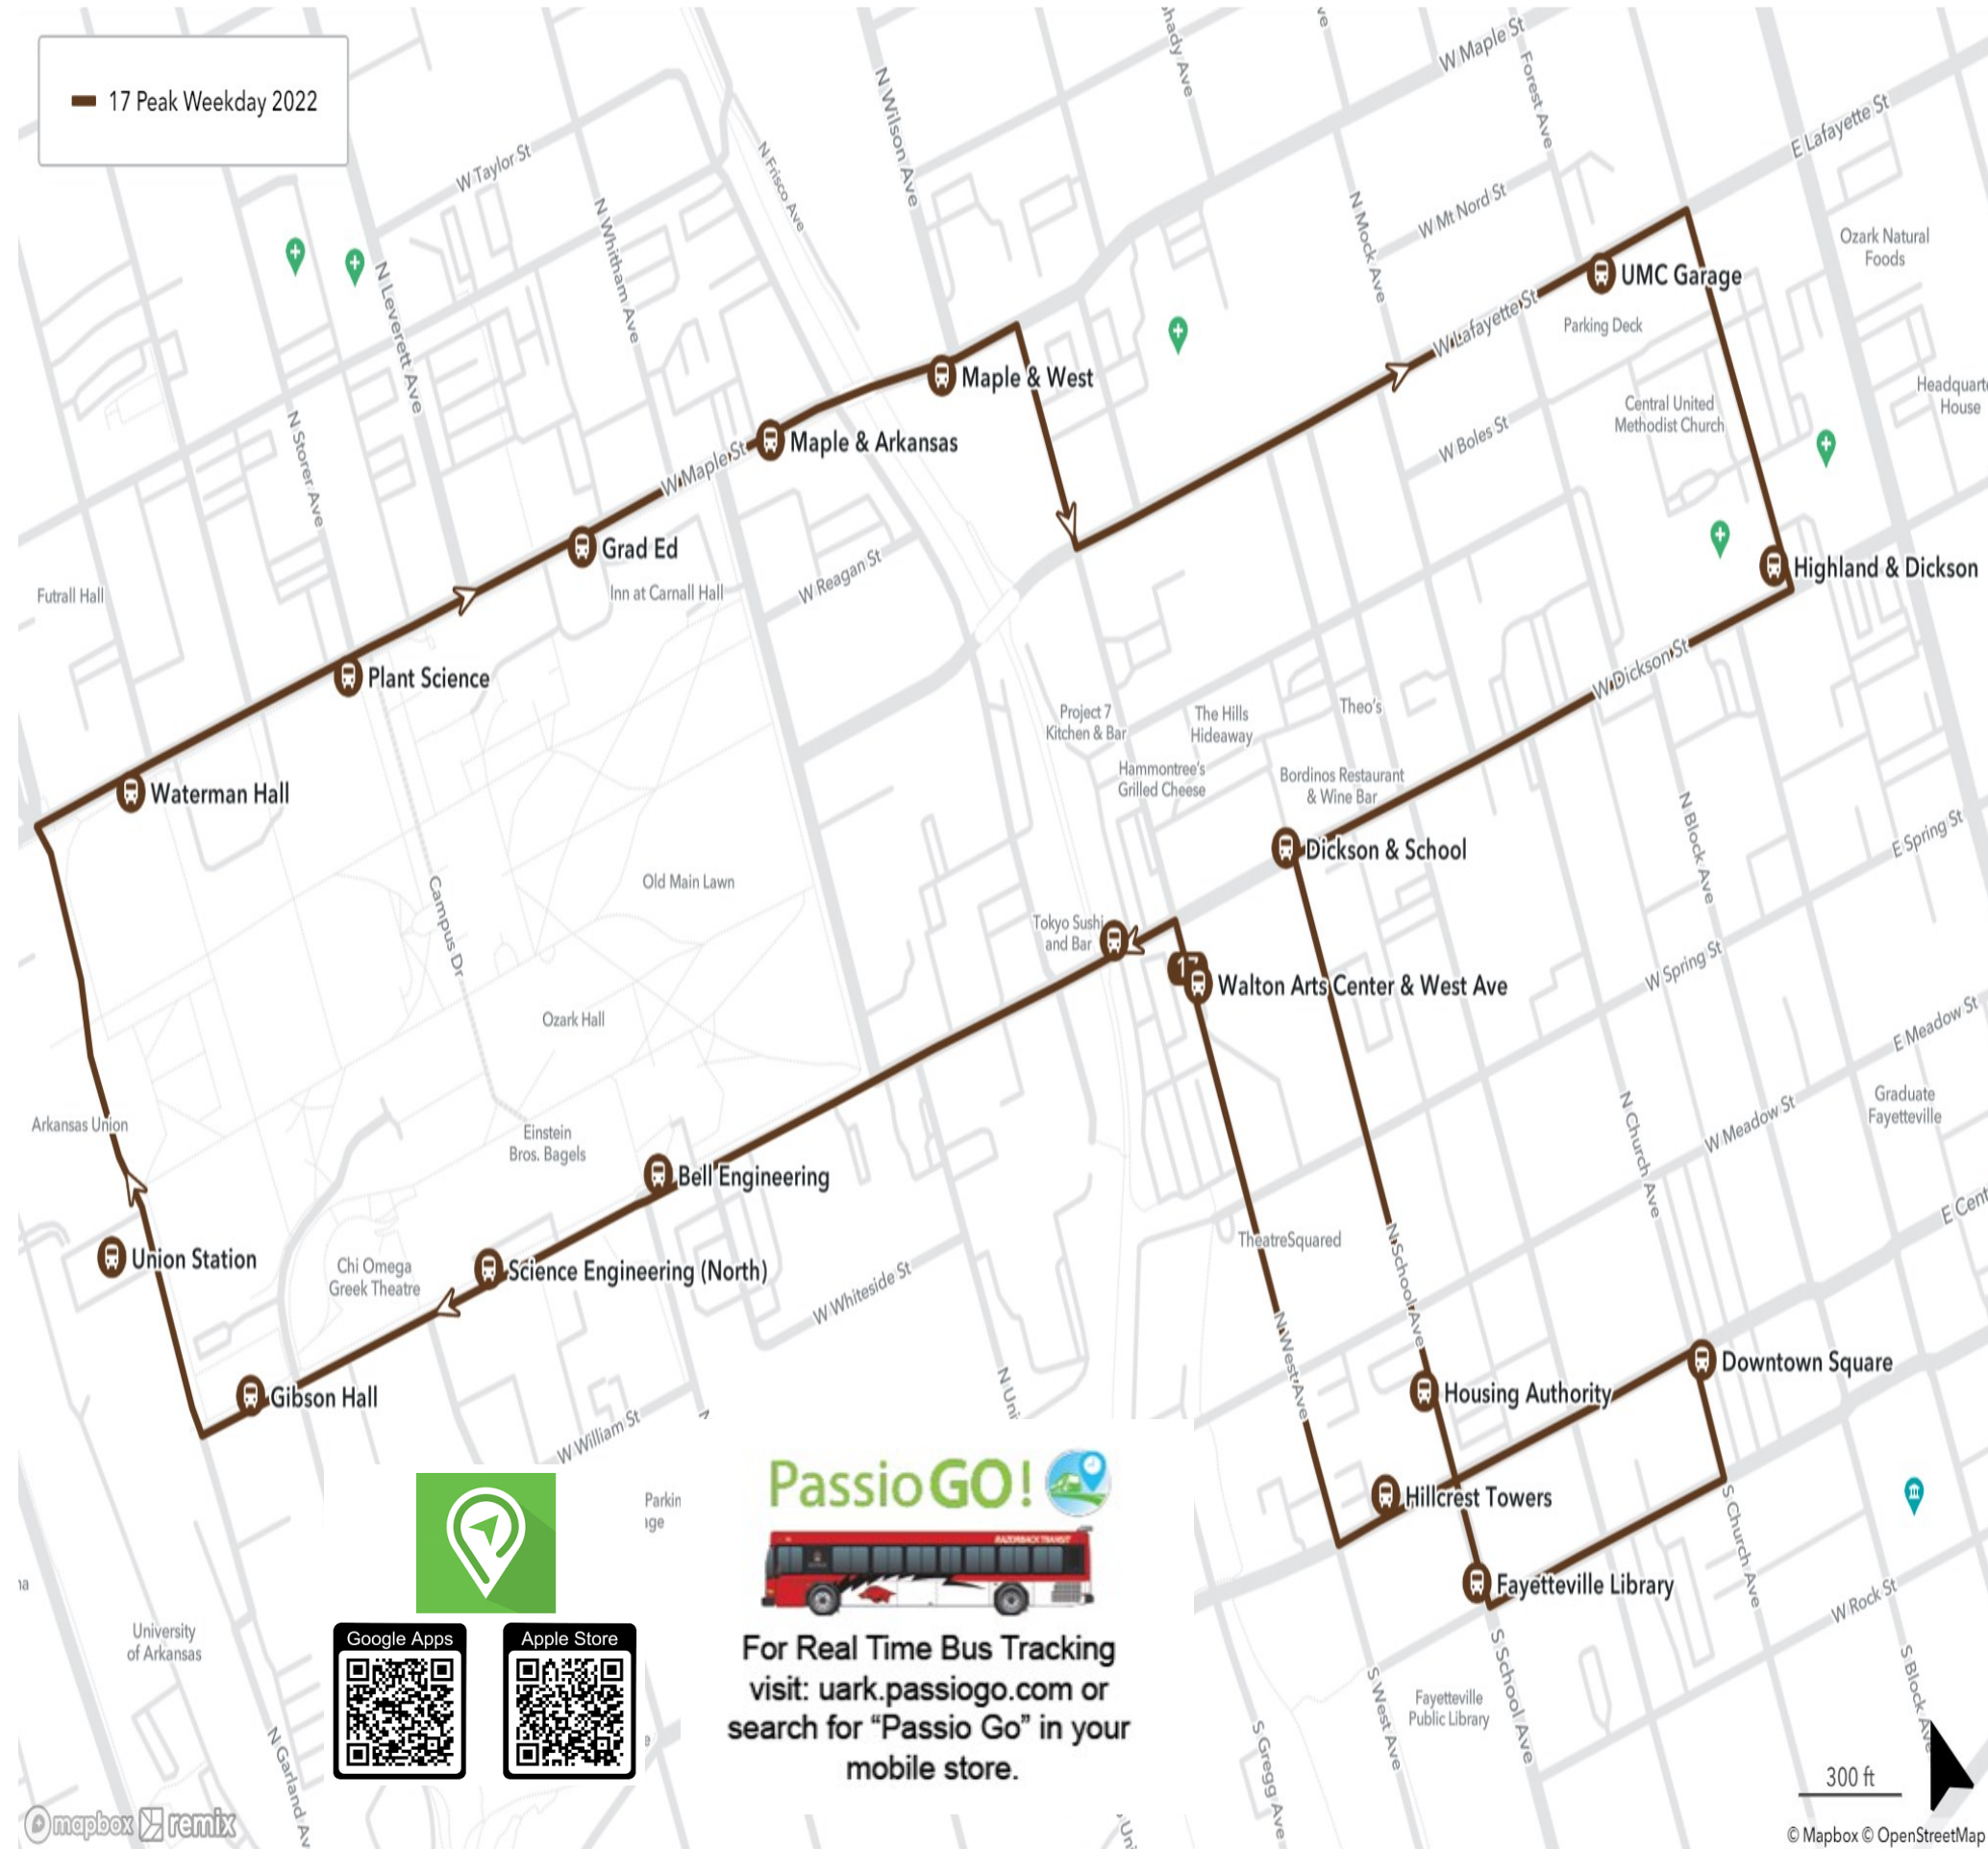 17 Peak Weekday 2022
W Maple St
Forest Ave
N Wilson Ave
E Lafayette St
W Taylor St
N Frisco Ave
N Whitham Ave
N Mock Ave
W Mt Nord St
Ozark Natural
Foods
UMC Garage
N Leverett Ave
W Lafayette St
Parking Deck
Maple & West
Central United
Methodist Church
House
N Storer Ave
W Maple St
Maple & Arkansas
W Boles St
Grad Ed
Inn at Carnall Hall
W Reagan St
Highland & Dickson
Futrall Hall
Plant Science
W Dickson St
Project 7
Kitchen & Bar
The Hills
Hideaway
Theo's
Hammontree's
Grilled Cheese
Bordinos Restaurant
& Wine Bar
Waterman Hall
N Block Ave
E Spring St
Dickson & School
Old Main Lawn
Campus Dr
Tokyo Sushi
and Bar
W Spring St
17
Walton Arts Center & West Ave
Ozark Hall
E Meadow St
Graduate
Fayetteville
Arkansas Union
Einstein
Bros. Bagels
W Meadow St
N Church Ave
Bell Engineering
Union Station
Chi Omega
Greek Theatre
Science Engineering (North)
W Whiteside St
TheatreSquared
N School Ave
N West Ave
Downtown Square
Housing Authority
Gibson Hall
W William St
Hillcrest Towers
S Church Ave
Fayetteville Library
W Rock St
PassioGO!
RAZORBACK TRANSIT
For Real Time Bus Tracking
visit: uark.passiogo.com or
search for “Passio Go” in your
mobile store.
Google Apps
Apple Store
University
of Arkansas
S School Ave
S West Ave
Fayetteville
Public Library
S Gregg Ave
S Block Ave
300 ft
mapbox remix
© Mapbox © OpenStreetMap